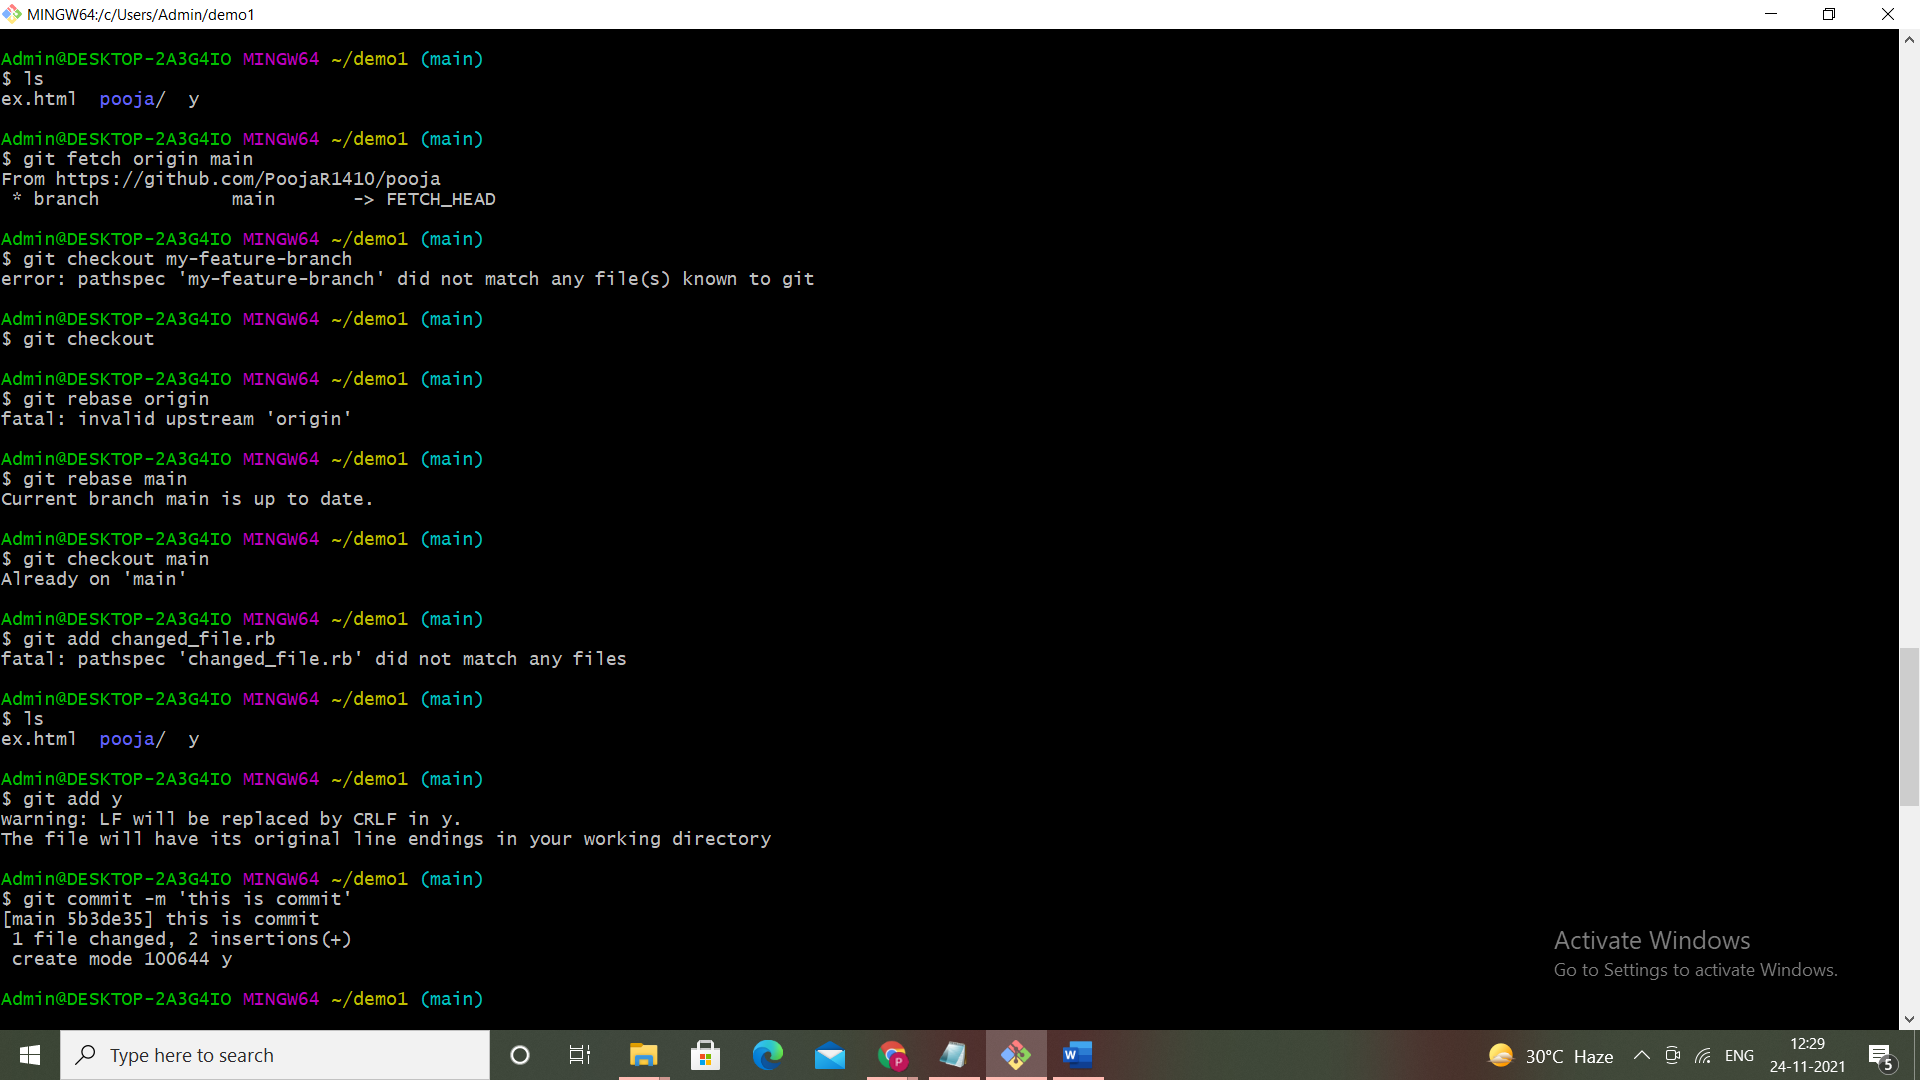 MINGW64:/c/Users/Admin/demo1
Admin@DESKTOP-2A3G4IO MINGW64 ~/demo1 (main)
$ ls
ex.html  pooja/  y
Admin@DESKTOP-2A3G4IO MINGW64 ~/demo1 (main)
$ git fetch origin main
From https://github.com/PoojaR1410/pooja
 * branch            main       -> FETCH_HEAD
Admin@DESKTOP-2A3G4IO MINGW64 ~/demo1 (main)
$ git checkout my-feature-branch
error: pathspec 'my-feature-branch' did not match any file(s) known to git
Admin@DESKTOP-2A3G4IO MINGW64 ~/demo1 (main)
$ git checkout
Admin@DESKTOP-2A3G4IO MINGW64 ~/demo1 (main)
$ git rebase origin
fatal: invalid upstream 'origin'
Admin@DESKTOP-2A3G4IO MINGW64 ~/demo1 (main)
$ git rebase main
Current branch main is up to date.
Admin@DESKTOP-2A3G4IO MINGW64 ~/demo1 (main)
$ git checkout main
Already on 'main'
Admin@DESKTOP-2A3G4IO MINGW64 ~/demo1 (main)
$ git add changed_file.rb
fatal: pathspec 'changed_file.rb' did not match any files
Admin@DESKTOP-2A3G4IO MINGW64 ~/demo1 (main)
$ ls
ex.html  pooja/  y
Admin@DESKTOP-2A3G4IO MINGW64 ~/demo1 (main)
$ git add y
warning: LF will be replaced by CRLF in y.
The file will have its original line endings in your working directory
Admin@DESKTOP-2A3G4IO MINGW64 ~/demo1 (main)
$ git commit -m 'this is commit'
[main 5b3de35] this is commit
 1 file changed, 2 insertions(+)
 create mode 100644 y
Admin@DESKTOP-2A3G4IO MINGW64 ~/demo1 (main)
Activate Windows
Go to Settings to activate Windows.
Type here to search
P
W
30°C Haze
ENG
12:29
24-11-2021
5